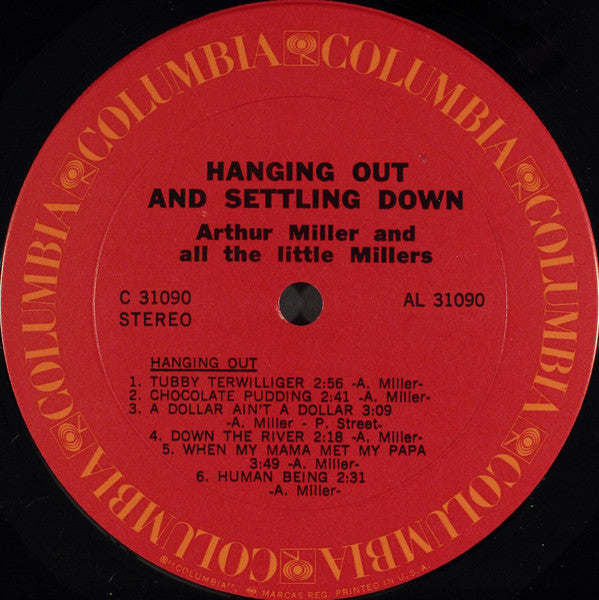 COLUMBIA COLUMBIA COLUMBIA COLUMBIA COLUMBIA COLUMBIA
HANGING OUT
AND SETTLING DOWN
Arthur Miller and
all the little Millers
C 31090
STEREO
AL 31090
HANGING OUT
1. TUBBY TERWILLIGER 2:56 -A. Miller-
2. CHOCOLATE PUDDING 2:41 -A. Miller-
3. A DOLLAR AIN'T A DOLLAR 3:09
-A. Miller - P. Street-
4. DOWN THE RIVER 2:18 -A. Miller-
5. WHEN MY MAMA MET MY PAPA
3:49 -A. Miller-
6. HUMAN BEING 2:31
-A. Miller-
®"COLUMBIA", MARCAS REG. PRINTED IN U.S.A.